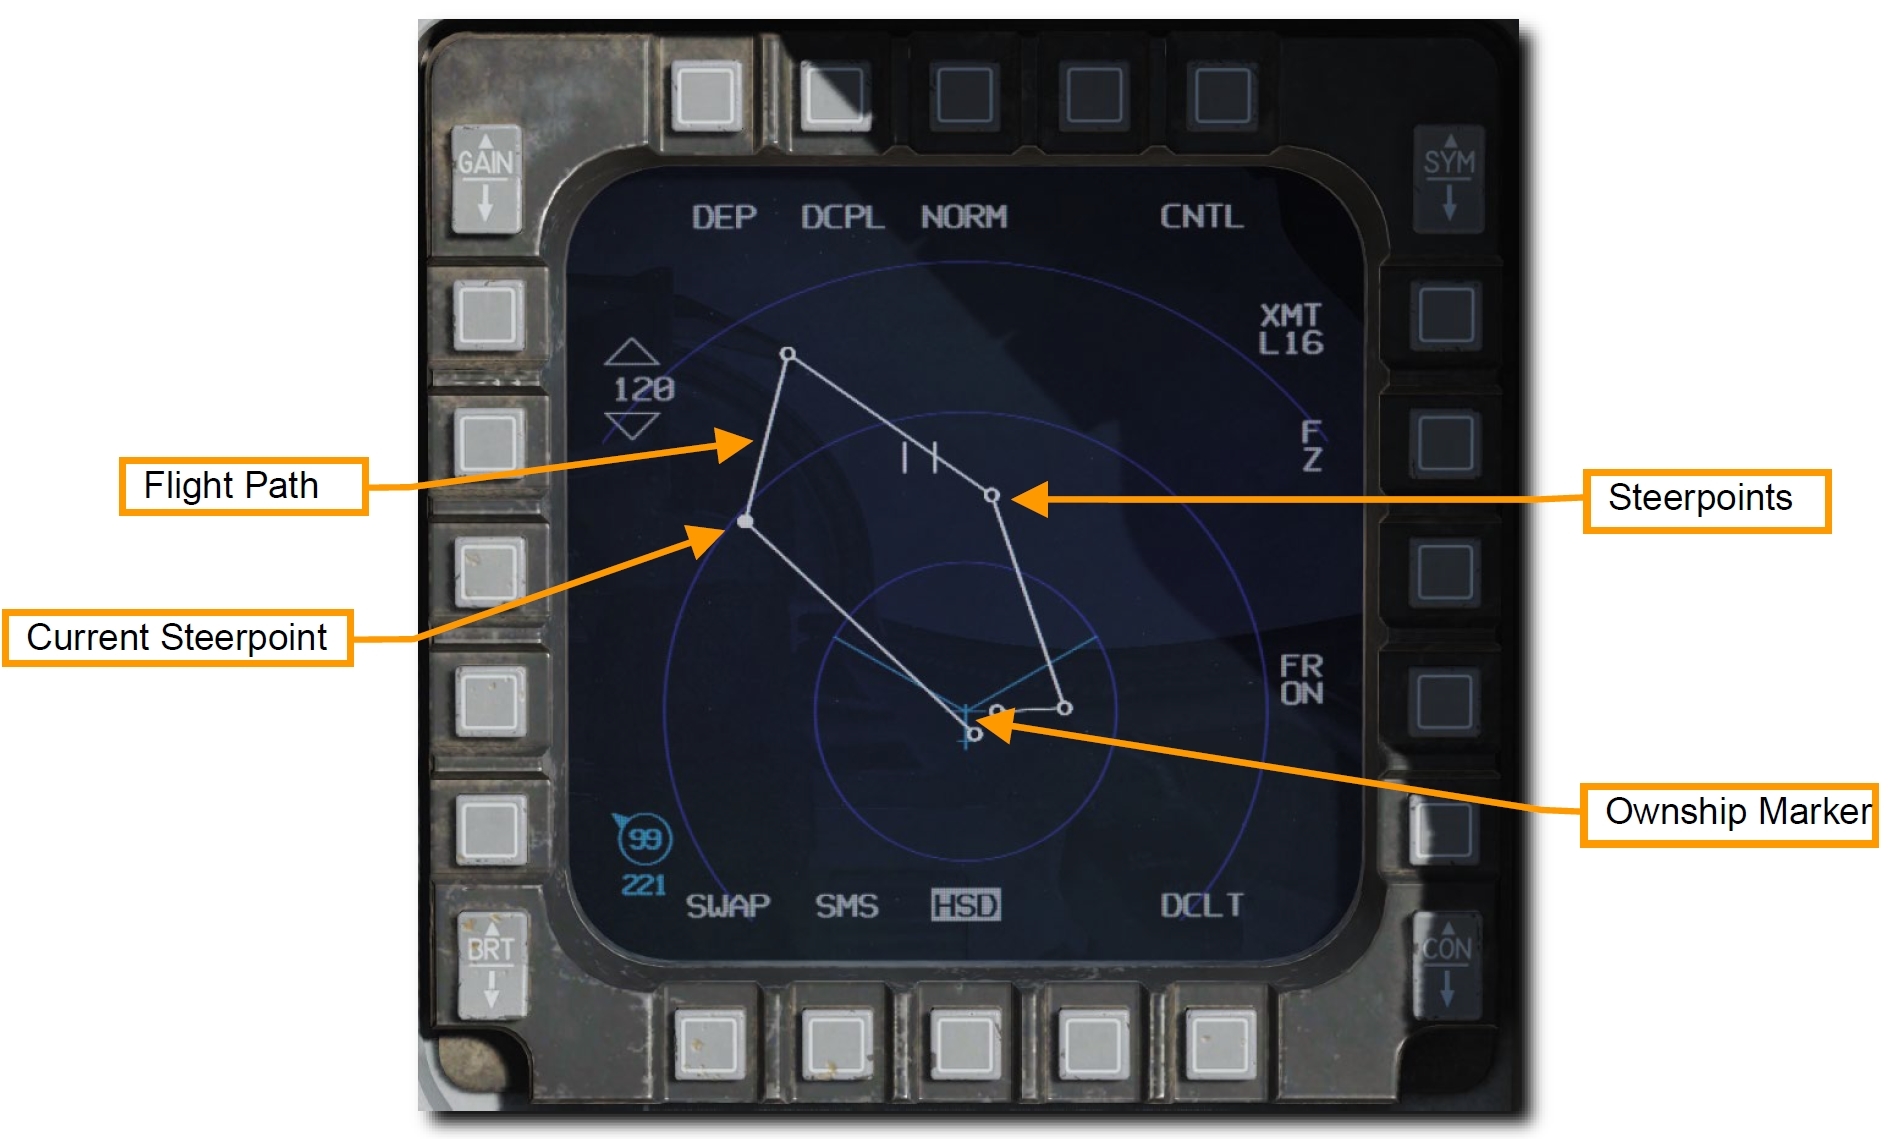 GAIN
SYM
DEP DCPL NORM CNTL
XMT
L16
120
F
Z
Flight Path
Steerpoints
Current Steerpoint
FR
ON
Ownship Marker
99
221
SWAP SMS HSD DCLT
BRT
CON